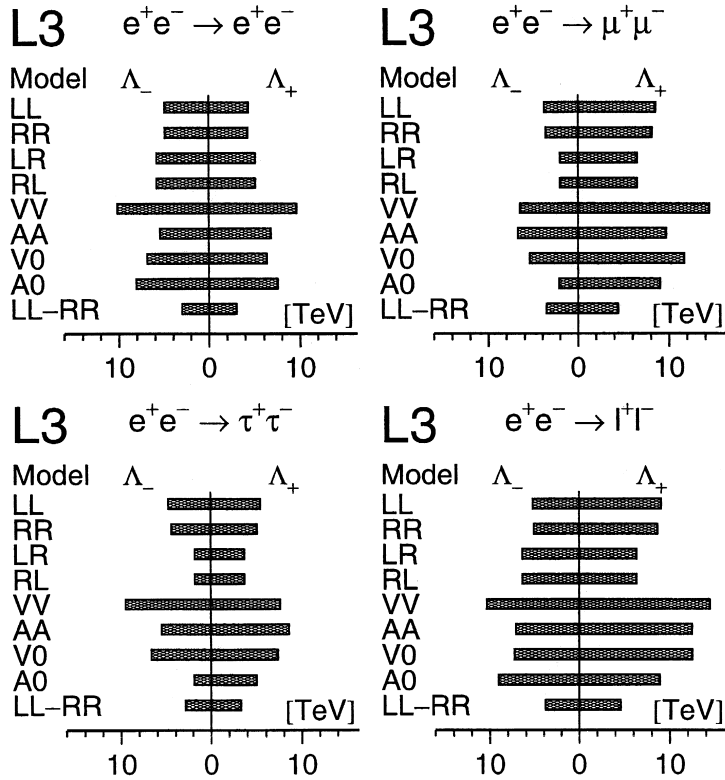 L3 e⁺e⁻ → e⁺e⁻
Model Λ₋ Λ₊
LL
RR
LR
RL
VV
AA
V0
A0
LL−RR [TeV]
10 0 10
L3 e⁺e⁻ → μ⁺μ⁻
Model Λ₋ Λ₊
LL
RR
LR
RL
VV
AA
V0
A0
LL−RR [TeV]
10 0 10
L3 e⁺e⁻ → τ⁺τ⁻
Model Λ₋ Λ₊
LL
RR
LR
RL
VV
AA
V0
A0
LL−RR [TeV]
10 0 10
L3 e⁺e⁻ → l⁺l⁻
Model Λ₋ Λ₊
LL
RR
LR
RL
VV
AA
V0
A0
LL−RR [TeV]
10 0 10